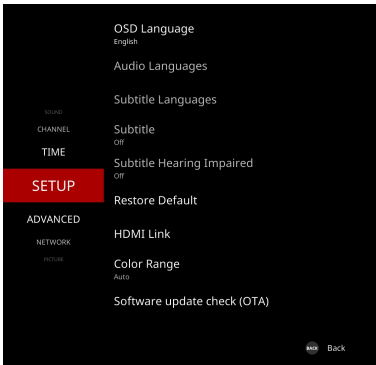 SOUND
CHANNEL
TIME
SETUP
ADVANCED
NETWORK
PICTURE
OSD Language
English
Audio Languages
Subtitle Languages
Subtitle
Off
Subtitle Hearing Impaired
Off
Restore Default
HDMI Link
Color Range
Auto
Software update check (OTA)
BACK Back